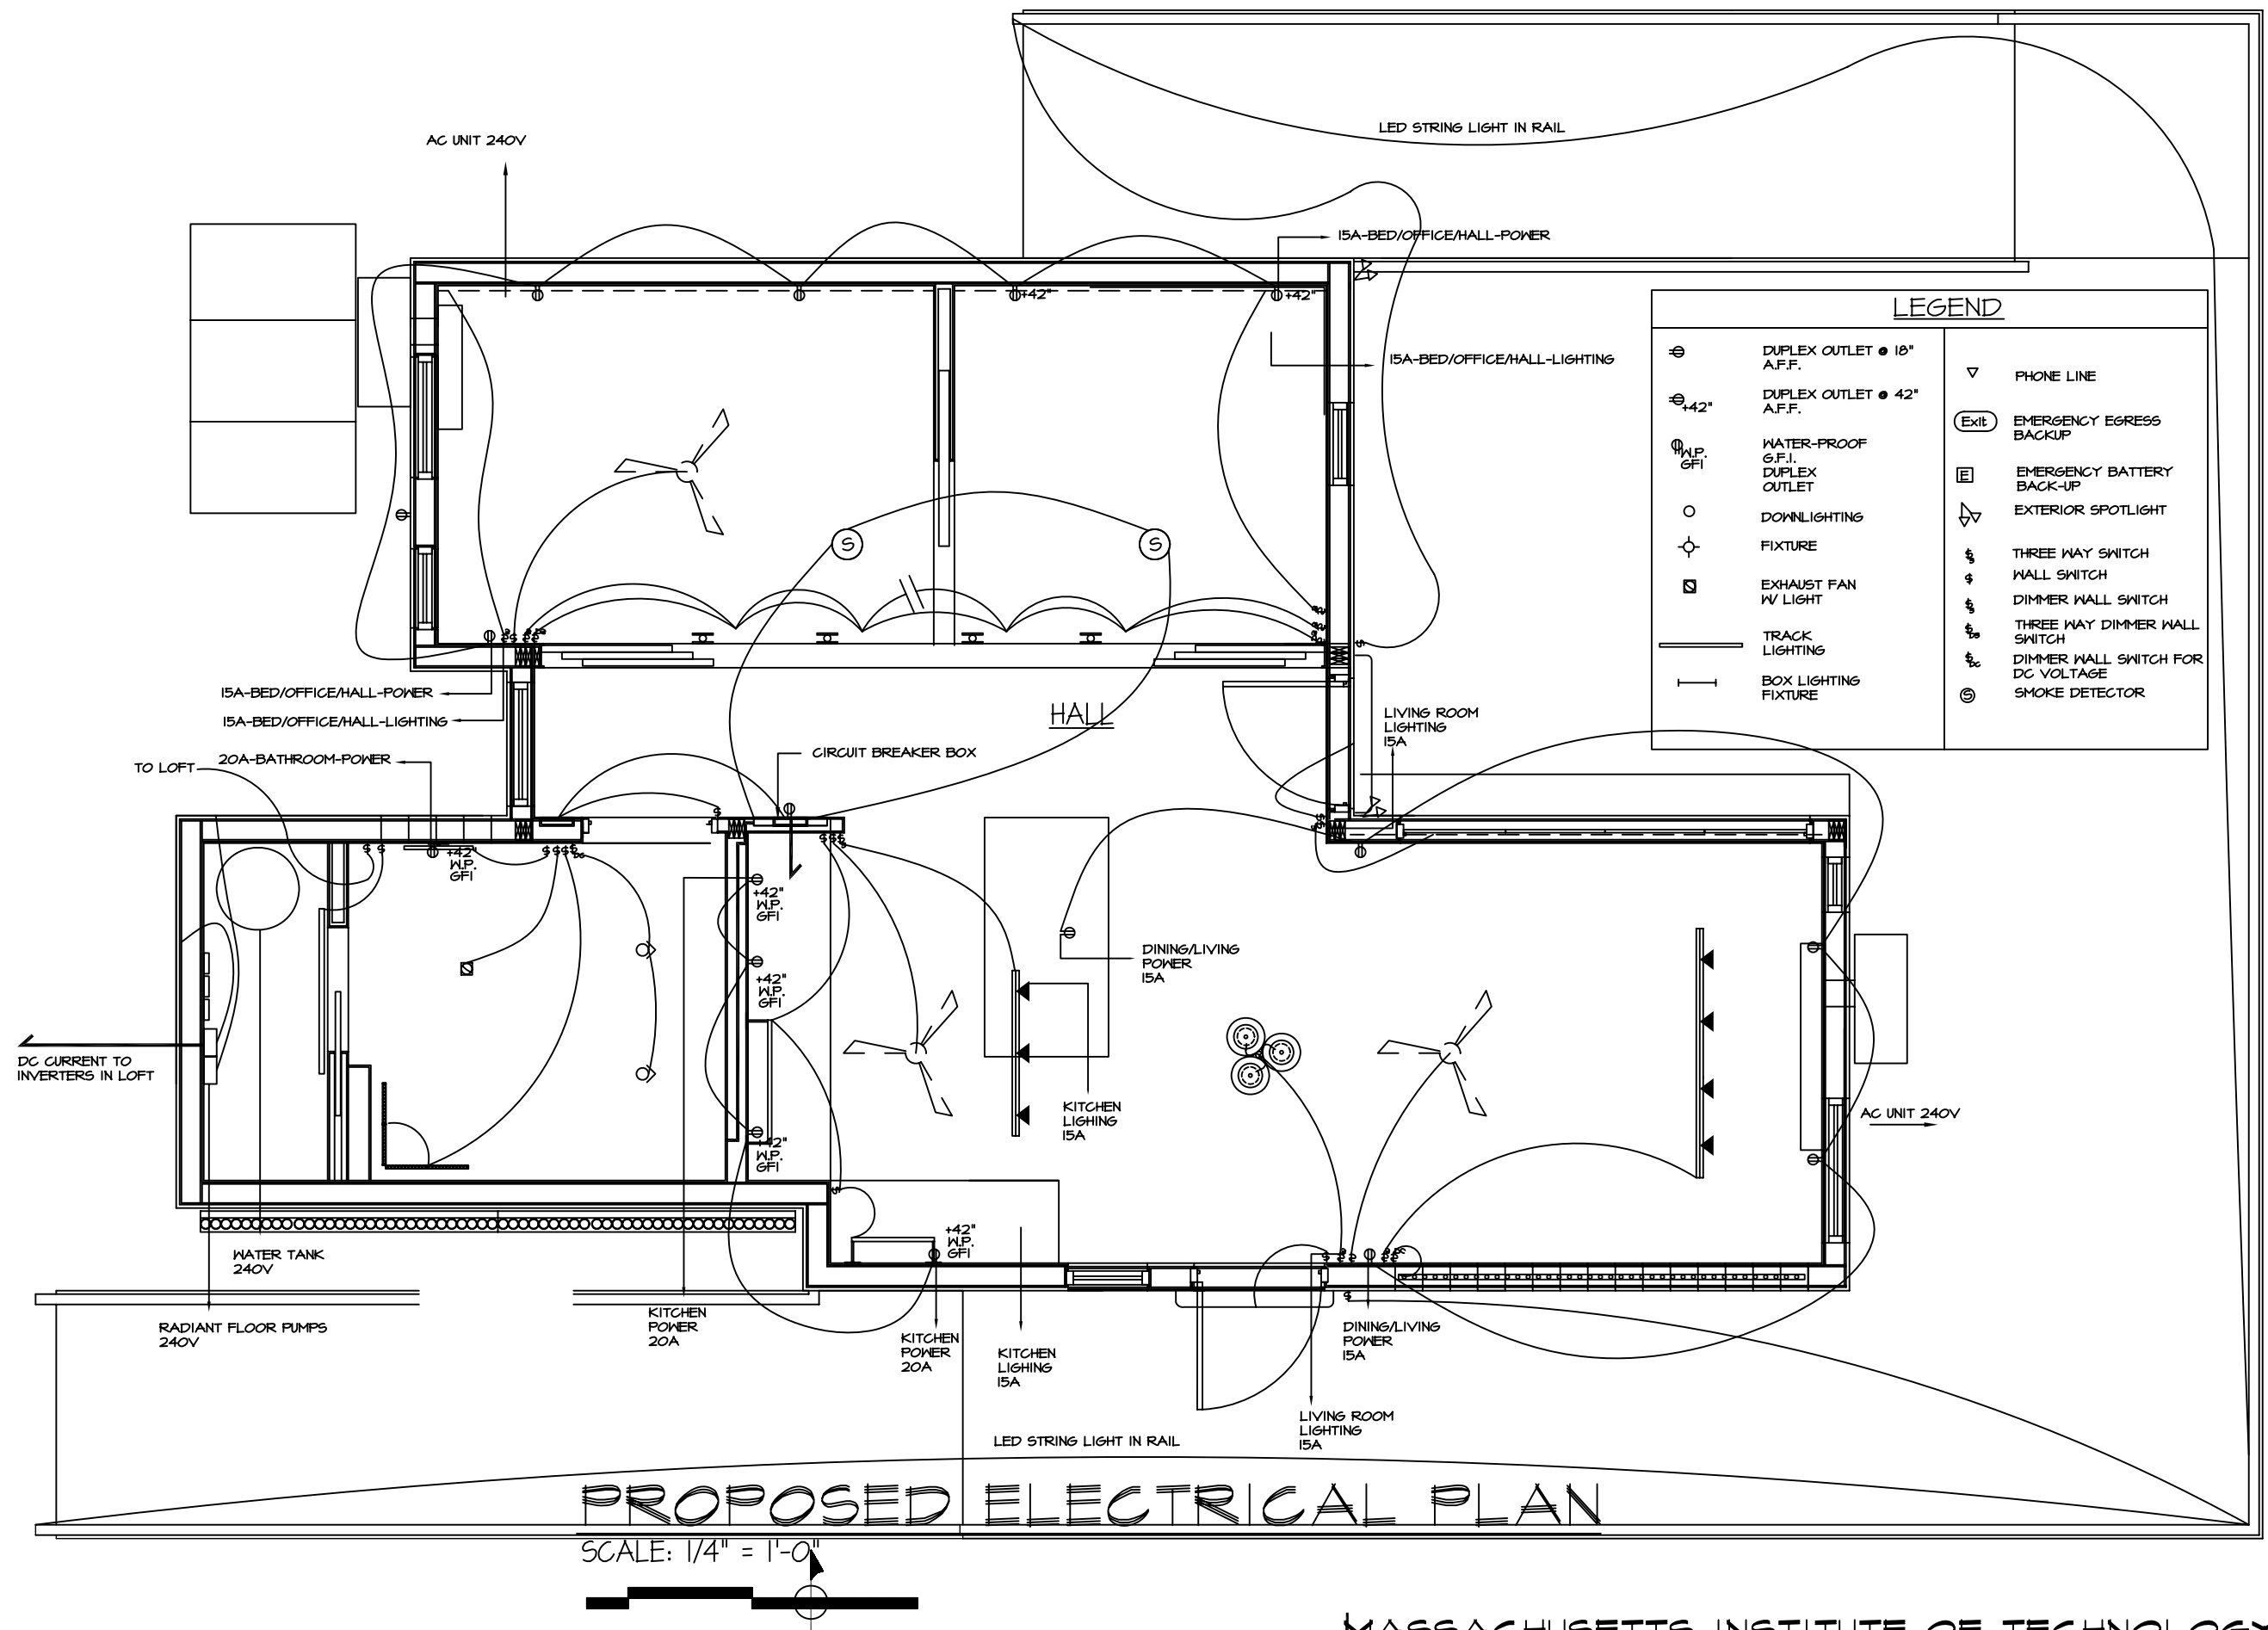 LED STRING LIGHT IN RAIL
AC UNIT 240V
15A-BED/OFFICE/HALL-POWER
+42"
+42"
15A-BED/OFFICE/HALL-LIGHTING
LEGEND
DUPLEX OUTLET @ 18"
A.F.F.
+42"
DUPLEX OUTLET @ 42"
A.F.F.
W.P.
GFI
WATER-PROOF
G.F.I.
DUPLEX
OUTLET
DOWNLIGHTING
FIXTURE
EXHAUST FAN
W/ LIGHT
TRACK
LIGHTING
BOX LIGHTING
FIXTURE
PHONE LINE
Exit
EMERGENCY EGRESS
BACKUP
E
EMERGENCY BATTERY
BACK-UP
EXTERIOR SPOTLIGHT
THREE WAY SWITCH
$
WALL SWITCH
DIMMER WALL SWITCH
THREE WAY DIMMER WALL
SWITCH
DIMMER WALL SWITCH FOR
DC VOLTAGE
S
SMOKE DETECTOR
S
S
15A-BED/OFFICE/HALL-POWER
15A-BED/OFFICE/HALL-LIGHTING
HALL
LIVING ROOM
LIGHTING
15A
20A-BATHROOM-POWER
TO LOFT
CIRCUIT BREAKER BOX
+42"
W.P.
GFI
+42"
W.P.
GFI
+42"
W.P.
GFI
DINING/LIVING
POWER
15A
DC CURRENT TO
INVERTERS IN LOFT
KITCHEN
LIGHING
15A
AC UNIT 240V
+42"
W.P.
GFI
+42"
W.P.
GFI
WATER TANK
240V
RADIANT FLOOR PUMPS
240V
KITCHEN
POWER
20A
KITCHEN
POWER
20A
KITCHEN
LIGHING
15A
DINING/LIVING
POWER
15A
LIVING ROOM
LIGHTING
15A
LED STRING LIGHT IN RAIL
PROPOSED ELECTRICAL PLAN
SCALE: 1/4" = 1'-0"
MASSACHUSETTS INSTITUTE OF TECHNOLOGY